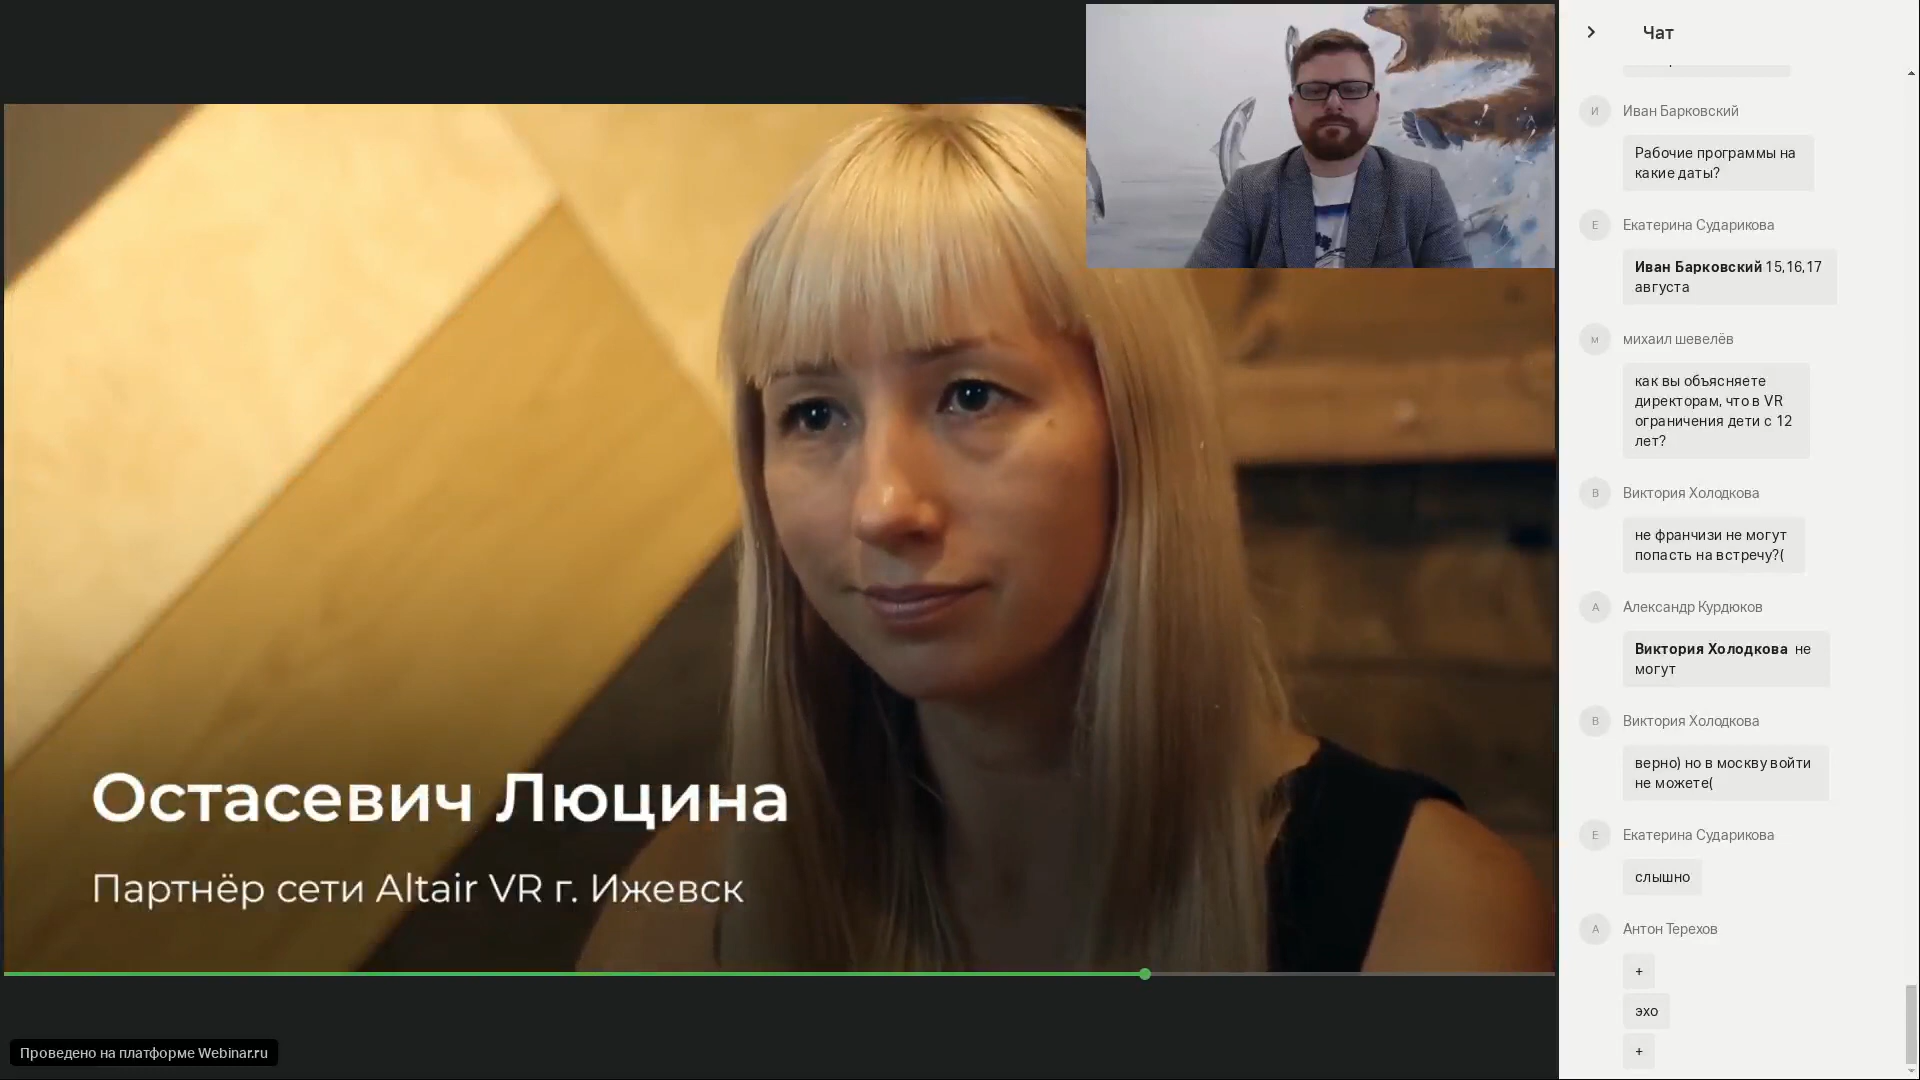 Остасевич Люцина
Партнёр сети Altair VR г. Ижевск
Проведено на платформе Webinar.ru
Чат
И
Иван Барковский
Рабочие программы на
какие даты?
Е
Екатерина Сударикова
Иван Барковский 15,16,17
августа
м
михаил шевелёв
как вы объясняете
директорам, что в VR
ограничения дети с 12
лет?
В
Виктория Холодкова
не франчизи не могут
попасть на встречу?(
А
Александр Курдюков
Виктория Холодкова не
могут
В
Виктория Холодкова
верно) но в москву войти
не можете(
Е
Екатерина Сударикова
слышно
А
Антон Терехов
+
эхо
+